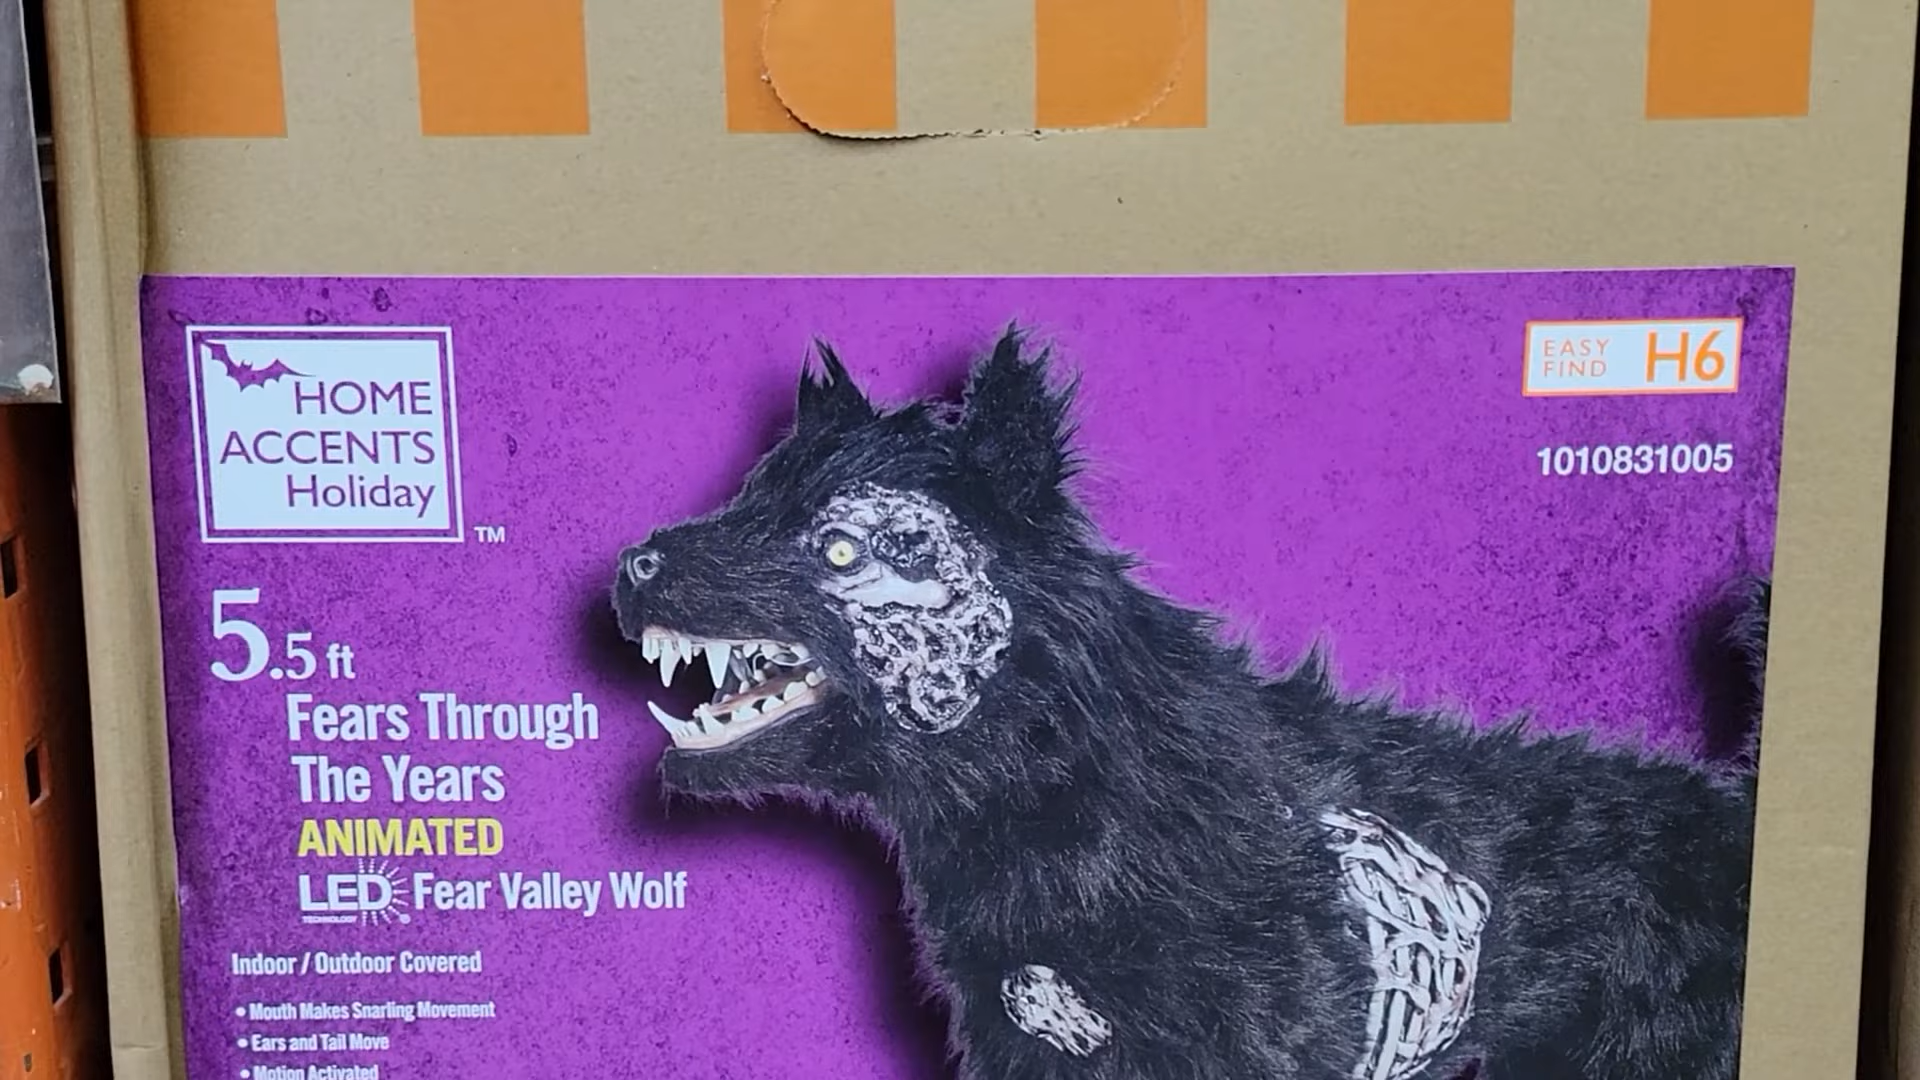 HOME
ACCENTS
Holiday
TM
EASY
FIND
H6
1010831005
5.5 ft
Fears Through
The Years
ANIMATED
LED Fear Valley Wolf
TECHNOLOGY
Indoor / Outdoor Covered
• Mouth Makes Snarling Movement
• Ears and Tail Move
• Motion Activated